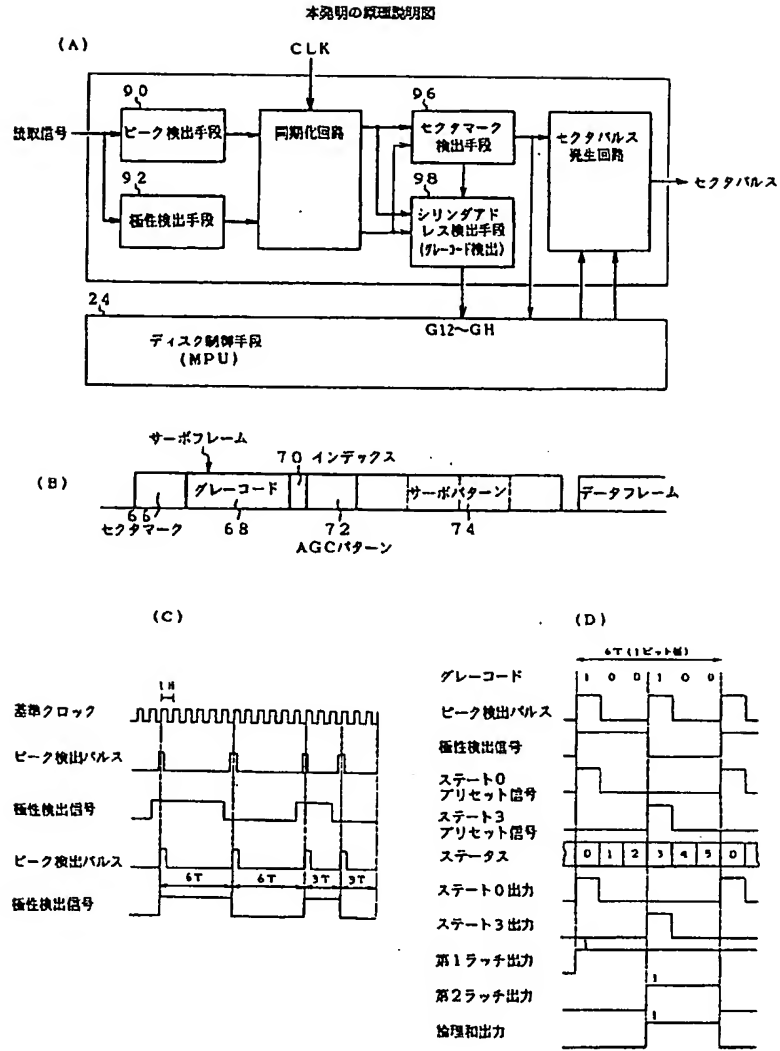 本発明の原理説明図
(A)
CLK
90
96
読取信号
ピーク検出手段
同期化回路
セクタマーク
検出手段
セクタパルス
発生回路
セクタパルス
92
98
極性検出手段
シリンダアド
レス検出手段
(グレーコード検出)
24
G12〜GH
ディスク制御手段
(MPU)
サーボフレーム
70 インデックス
(B)
グレーコード
サーボパターン
データフレーム
66
セクタマーク
68
72
74
AGCパターン
(C)
基準クロック
ピーク検出パルス
極性検出信号
ピーク検出パルス
6T 6T 3T 3T
極性検出信号
(D)
6T(1ビット幅)
グレーコード
1 0 0 1 0 0
ピーク検出パルス
極性検出信号
ステート0
プリセット信号
ステート3
プリセット信号
ステータス
0 1 2 3 4 5 0
ステート0出力
ステート3出力
1
第1ラッチ出力
1
第2ラッチ出力
1
論理和出力